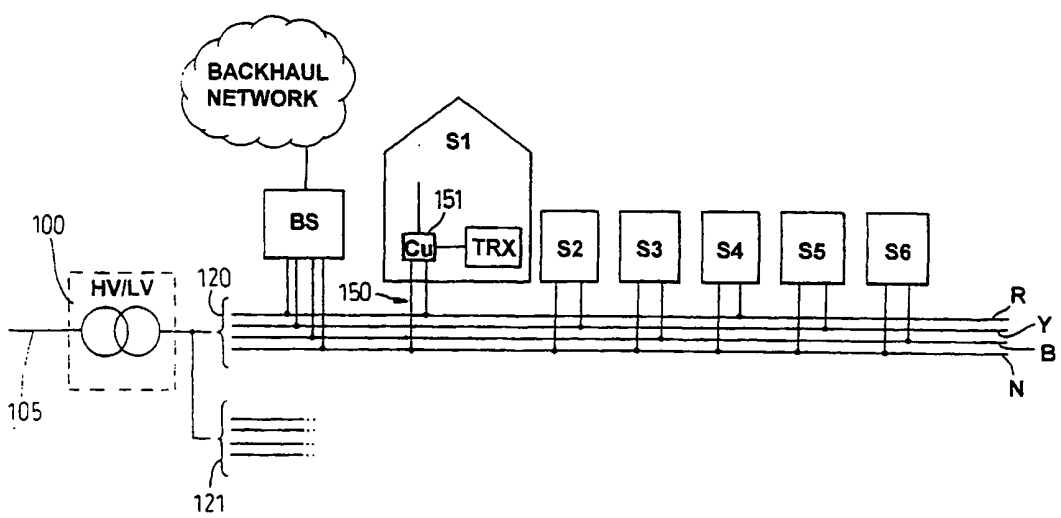 BACKHAUL
NETWORK
S1
100
BS
151
Cu
TRX
S2
S3
S4
S5
S6
HV/LV
120
150
R
Y
B
N
105
121